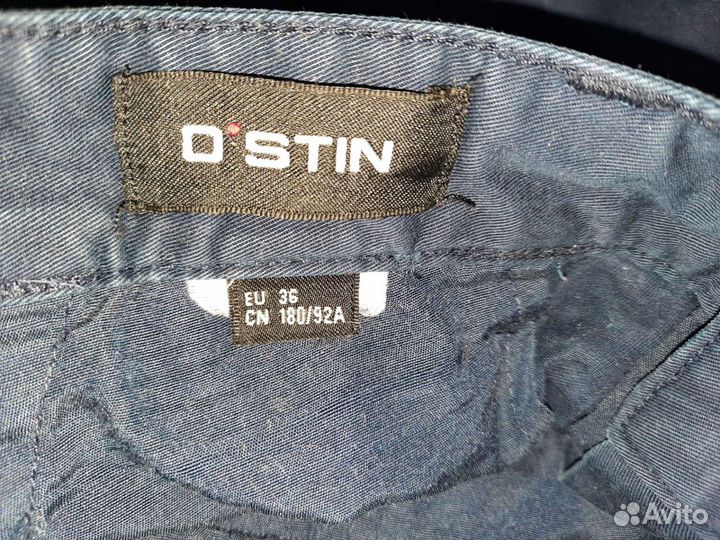 O'STIN
EU 36
CN 180/92A
Avito